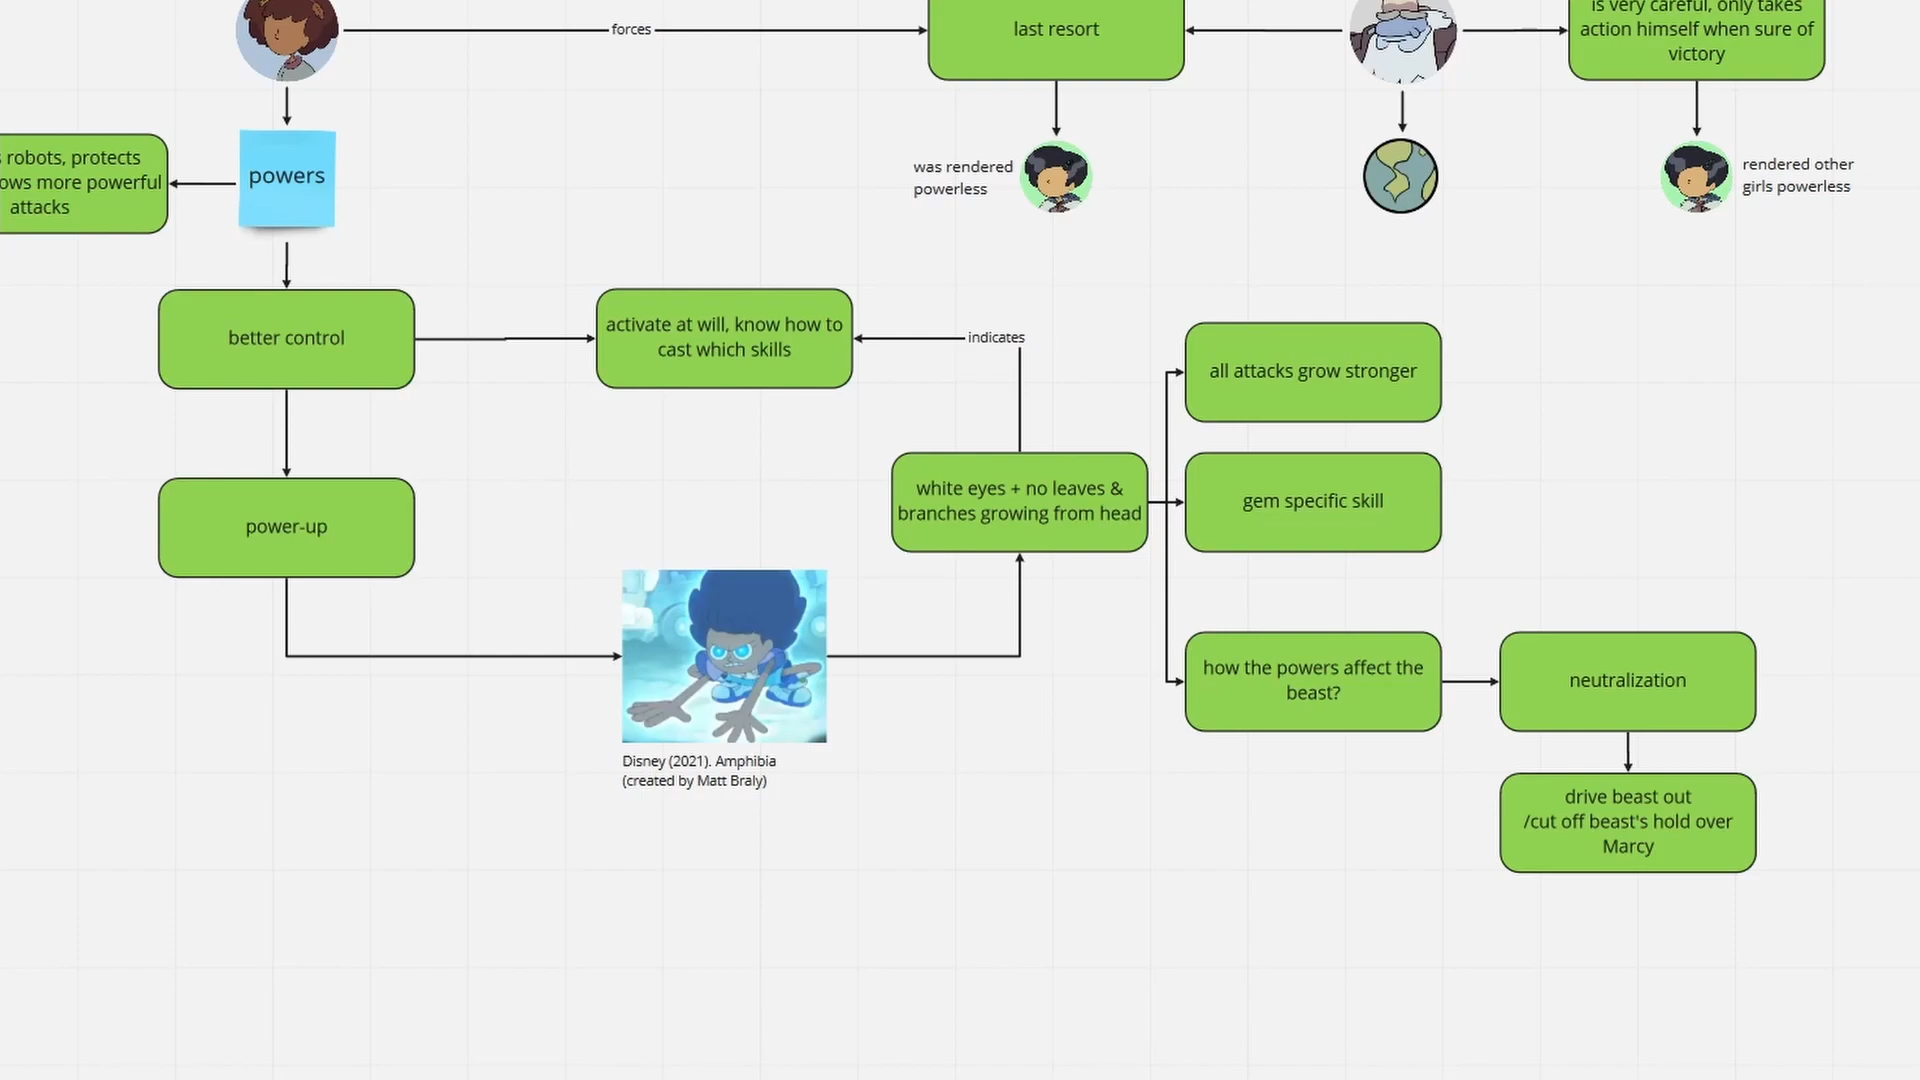 forces
last resort
is very careful, only takes
action himself when sure of
victory
robots, protects
more powerful
attacks
powers
was rendered
powerless
rendered other
girls powerless
better control
activate at will, know how to
cast which skills
indicates
all attacks grow stronger
white eyes + no leaves &
branches growing from head
gem specific skill
power-up
how the powers affect the
beast?
neutralization
Disney (2021). Amphibia
(created by Matt Braly)
drive beast out
/cut off beast's hold over
Marcy